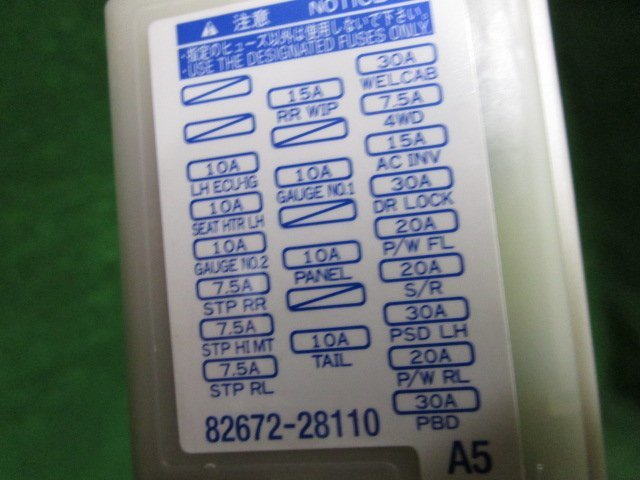 注意 NOTICE
・指定のヒューズ以外は使用しないで下さい。
・USE THE DESIGNATED FUSES ONLY
10A
LH ECU-IG
10A
SEAT HTR LH
10A
GAUGE NO.2
7.5A
STP RR
7.5A
STP HIMT
7.5A
STP RL
15A
RR WIP
10A
GAUGE NO.1
10A
PANEL
10A
TAIL
30A
WELCAB
7.5A
4WD
15A
AC INV
30A
DR LOCK
20A
P/W FL
20A
S/R
30A
PSD LH
20A
P/W RL
30A
PBD
82672-28110
A5